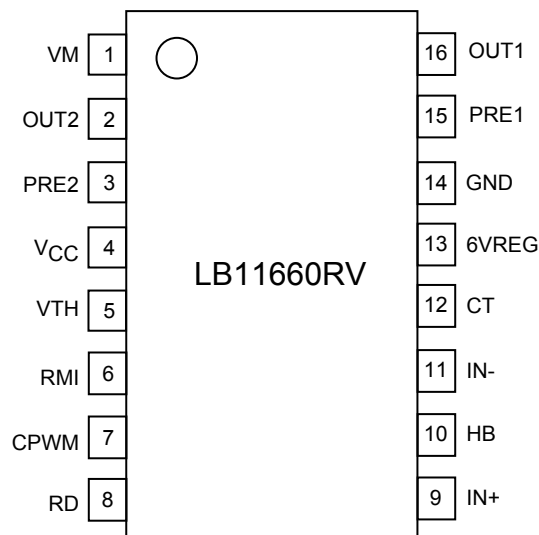 VM 1 16 OUT1
OUT2 2 15 PRE1
PRE2 3 14 GND
VCC 4 13 6VREG
LB11660RV
VTH 5 12 CT
RMI 6 11 IN-
CPWM 7 10 HB
RD 8 9 IN+